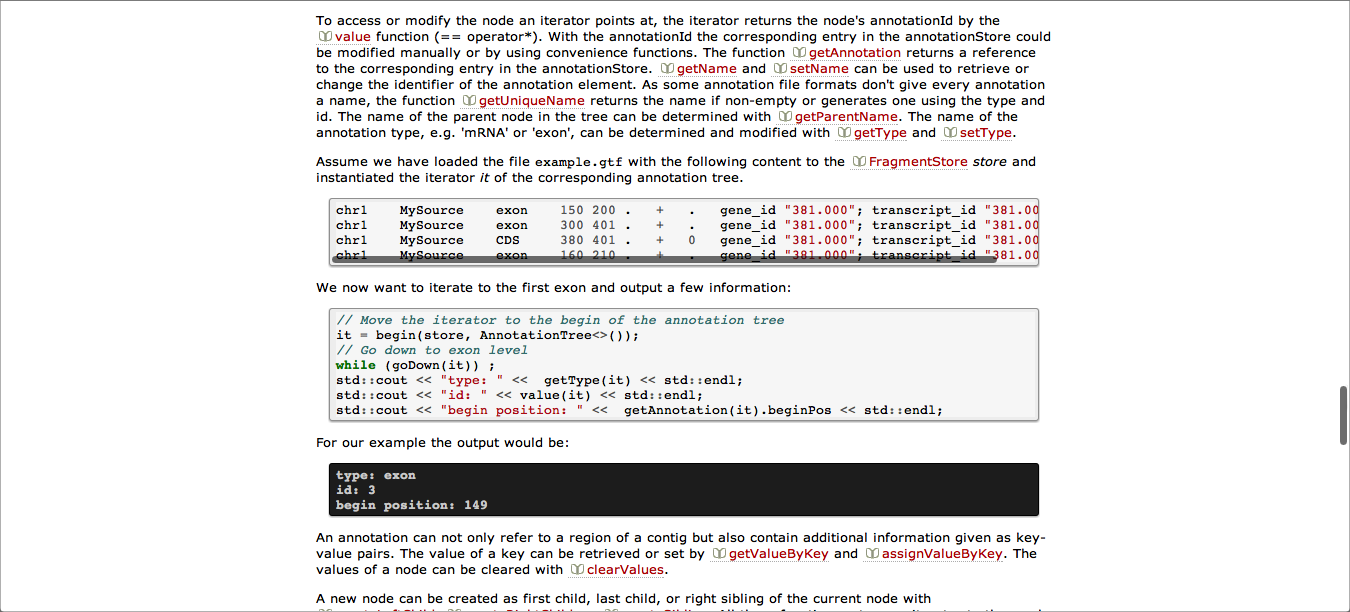 To access or modify the node an iterator points at, the iterator returns the node's annotationId by the
value function (== operator*). With the annotationId the corresponding entry in the annotationStore could
be modified manually or by using convenience functions. The function getAnnotation returns a reference
to the corresponding entry in the annotationStore. getName and setName can be used to retrieve or
change the identifier of the annotation element. As some annotation file formats don't give every annotation
a name, the function getUniqueName returns the name if non-empty or generates one using the type and
id. The name of the parent node in the tree can be determined with getParentName. The name of the
annotation type, e.g. 'mRNA' or 'exon', can be determined and modified with getType and setType.
Assume we have loaded the file example.gtf with the following content to the FragmentStore store and
instantiated the iterator it of the corresponding annotation tree.
chr1 MySource exon 150 200 . + . gene_id "381.000"; transcript_id "381.00
chr1 MySource exon 300 401 . + . gene_id "381.000"; transcript_id "381.00
chr1 MySource CDS 380 401 . + 0 gene_id "381.000"; transcript_id "381.00
chr1 MySource exon 160 210 . + . gene_id "381.000"; transcript_id "381.00
We now want to iterate to the first exon and output a few information:
// Move the iterator to the begin of the annotation tree
it = begin(store, AnnotationTree<>());
// Go down to exon level
while (goDown(it)) ;
std::cout << "type: " << getType(it) << std::endl;
std::cout << "id: " << value(it) << std::endl;
std::cout << "begin position: " << getAnnotation(it).beginPos << std::endl;
For our example the output would be:
type: exon
id: 3
begin position: 149
An annotation can not only refer to a region of a contig but also contain additional information given as key-
value pairs. The value of a key can be retrieved or set by getValueByKey and assignValueByKey. The
values of a node can be cleared with clearValues.
A new node can be created as first child, last child, or right sibling of the current node with